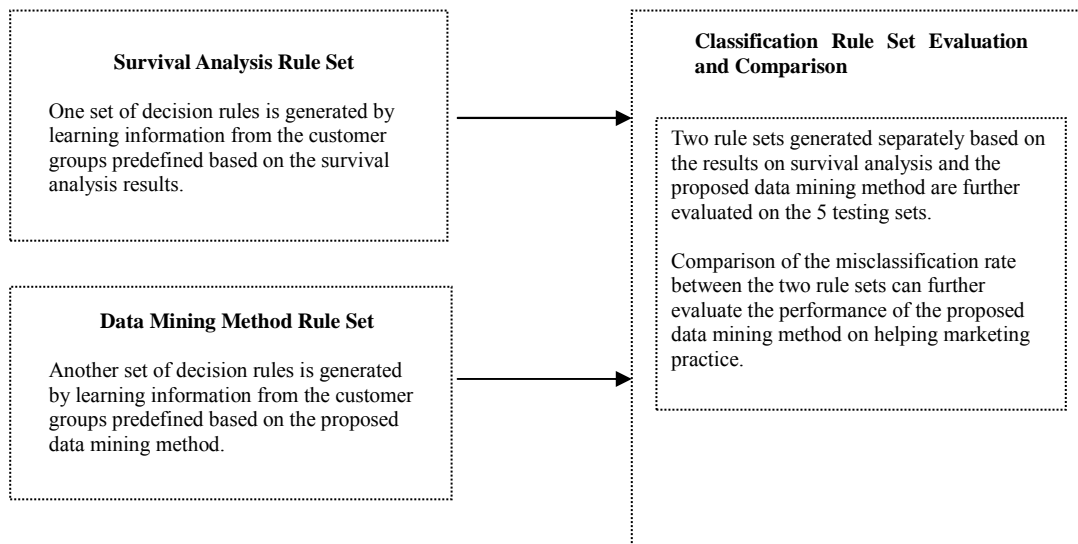 Survival Analysis Rule Set
One set of decision rules is generated by
learning information from the customer
groups predefined based on the survival
analysis results.
Data Mining Method Rule Set
Another set of decision rules is generated
by learning information from the customer
groups predefined based on the proposed
data mining method.
Classification Rule Set Evaluation
and Comparison
Two rule sets generated separately based on
the results on survival analysis and the
proposed data mining method are further
evaluated on the 5 testing sets.
Comparison of the misclassification rate
between the two rule sets can further
evaluate the performance of the proposed
data mining method on helping marketing
practice.